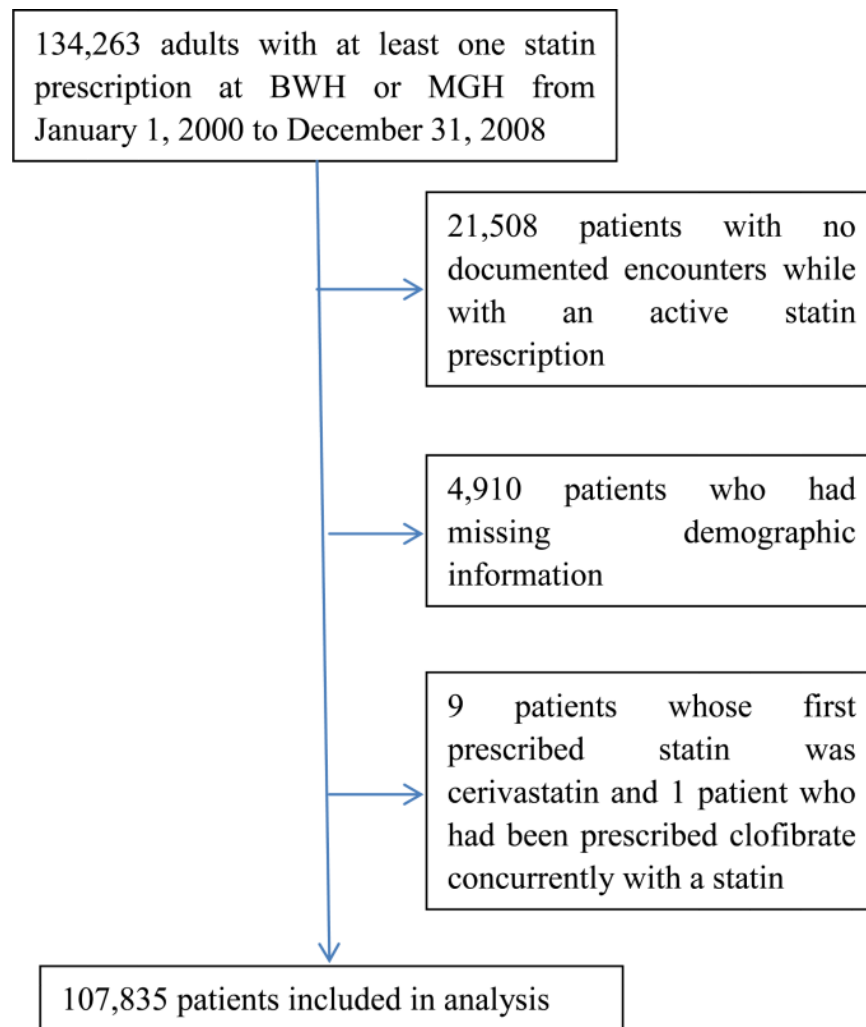 134,263 adults with at least one statin
prescription at BWH or MGH from
January 1, 2000 to December 31, 2008
21,508 patients with no
documented encounters while
with an active statin
prescription
4,910 patients who had
missing demographic
information
9 patients whose first
prescribed statin was
cerivastatin and 1 patient who
had been prescribed clofibrate
concurrently with a statin
107,835 patients included in analysis